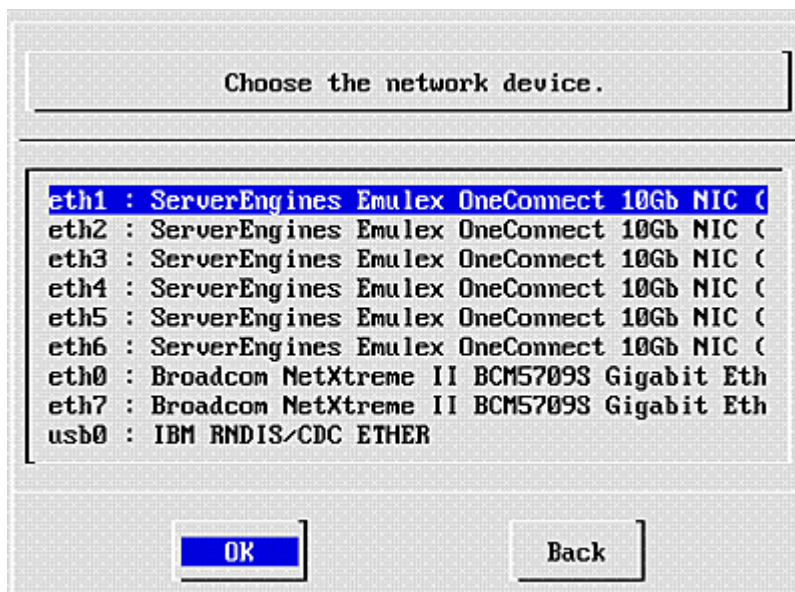 Choose the network device.
eth1 : ServerEngines Emulex OneConnect 10Gb NIC (
eth2 : ServerEngines Emulex OneConnect 10Gb NIC (
eth3 : ServerEngines Emulex OneConnect 10Gb NIC (
eth4 : ServerEngines Emulex OneConnect 10Gb NIC (
eth5 : ServerEngines Emulex OneConnect 10Gb NIC (
eth6 : ServerEngines Emulex OneConnect 10Gb NIC (
eth0 : Broadcom NetXtreme II BCM5709S Gigabit Eth
eth7 : Broadcom NetXtreme II BCM5709S Gigabit Eth
usb0 : IBM RNDIS/CDC ETHER
OK Back